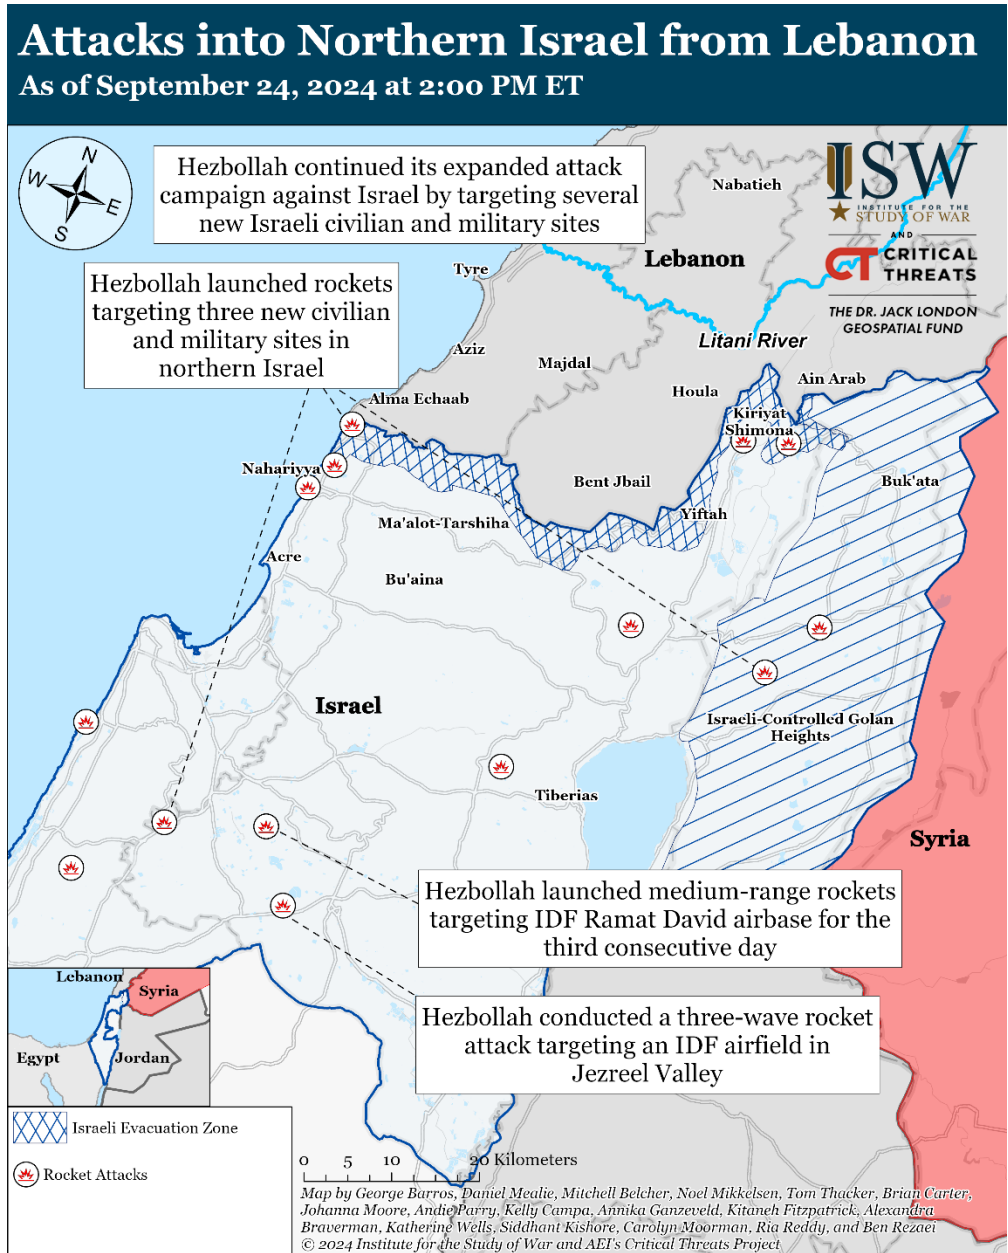 Attacks into Northern Israel from Lebanon
As of September 24, 2024 at 2:00 PM ET
N
W
E
S
Hezbollah continued its expanded attack
campaign against Israel by targeting several
new Israeli civilian and military sites
ISW
INSTITUTE FOR THE
STUDY OF WAR
AND
CT CRITICAL
THREATS
THE DR. JACK LONDON
GEOSPATIAL FUND
Nabatieh
Lebanon
Tyre
Hezbollah launched rockets
targeting three new civilian
and military sites in
northern Israel
Litani River
Aziz
Majdal
Houla
Ain Arab
Alma Echaab
Kiriyat
Shimona
Nahariyya
Bent Jbail
Buk'ata
Yiftah
Ma'alot-Tarshiha
Acre
Bu'aina
Israel
Israeli-Controlled Golan
Heights
Tiberias
Syria
Hezbollah launched medium-range rockets
targeting IDF Ramat David airbase for the
third consecutive day
Hezbollah conducted a three-wave rocket
attack targeting an IDF airfield in
Jezreel Valley
Lebanon
Syria
Egypt
Jordan
Israeli Evacuation Zone
Rocket Attacks
0 5 10 20 Kilometers
Map by George Barros, Daniel Mealie, Mitchell Belcher, Noel Mikkelsen, Tom Thacker, Brian Carter,
Johanna Moore, Andie Parry, Kelly Campa, Annika Ganzeveld, Kitaneh Fitzpatrick, Alexandra
Braverman, Katherine Wells, Siddhant Kishore, Carolyn Moorman, Ria Reddy, and Ben Rezaei
© 2024 Institute for the Study of War and AEI's Critical Threats Project